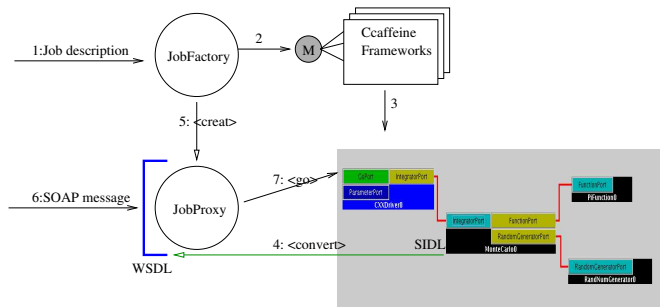 1:Job description
JobFactory
2
M
Ccaffeine
Frameworks
3
5: <creat>
6:SOAP message
JobProxy
7: <go>
WSDL
4: <convert>
SIDL
GoPort
IntegratorPort
ParameterPort
CXXDriver0
IntegratorPort
FunctionPort
RandomGeneratorPort
MonteCarlo0
FunctionPort
PiFunction0
RandomGeneratorPort
RandNumGenerator0